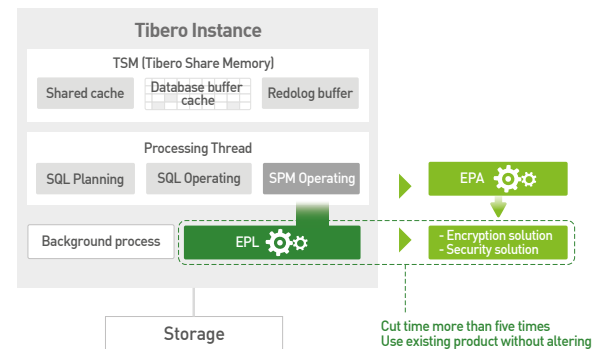 Tibero Instance
TSM (Tibero Share Memory)
Shared cache
Database buffer
cache
Redolog buffer
Processing Thread
SQL Planning
SQL Operating
SPM Operating
EPA
Background process
EPL
- Encryption solution
- Security solution
Storage
Cut time more than five times
Use existing product without altering